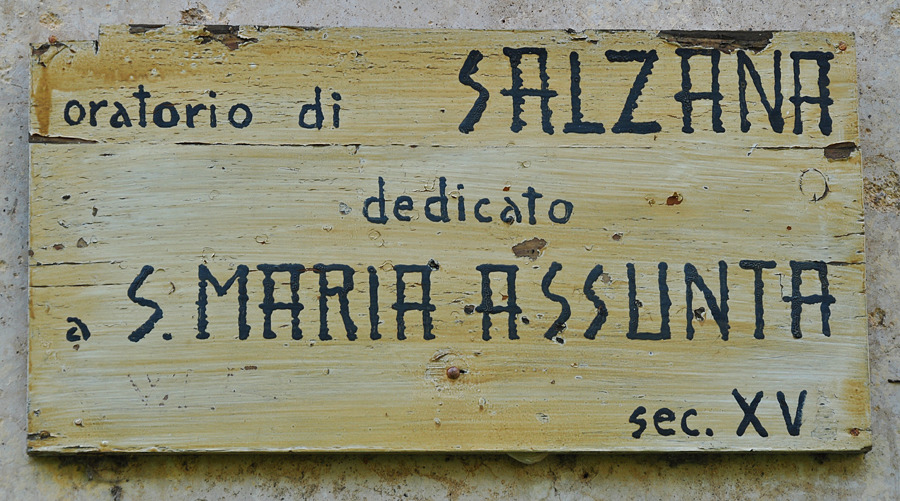 oratorio di SALZANA
dedicato
a S. MARIA ASSUNTA
sec. XV